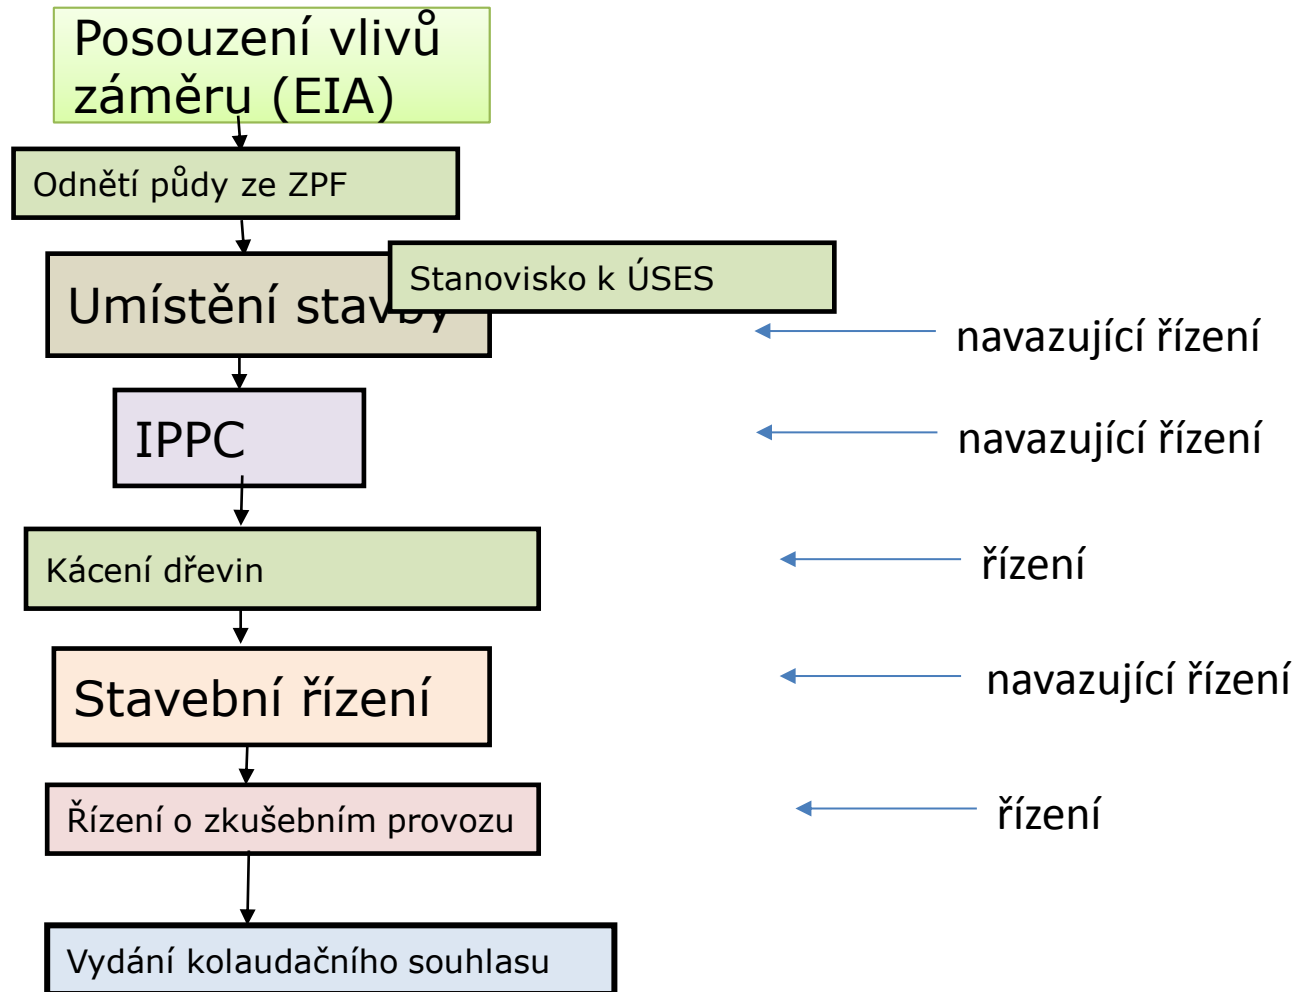 Posouzení vlivů
záměru (EIA)
Odnětí půdy ze ZPF
Stanovisko k ÚSES
Umístění stavby
navazující řízení
IPPC
navazující řízení
Kácení dřevin
řízení
Stavební řízení
navazující řízení
Řízení o zkušebním provozu
řízení
Vydání kolaudačního souhlasu